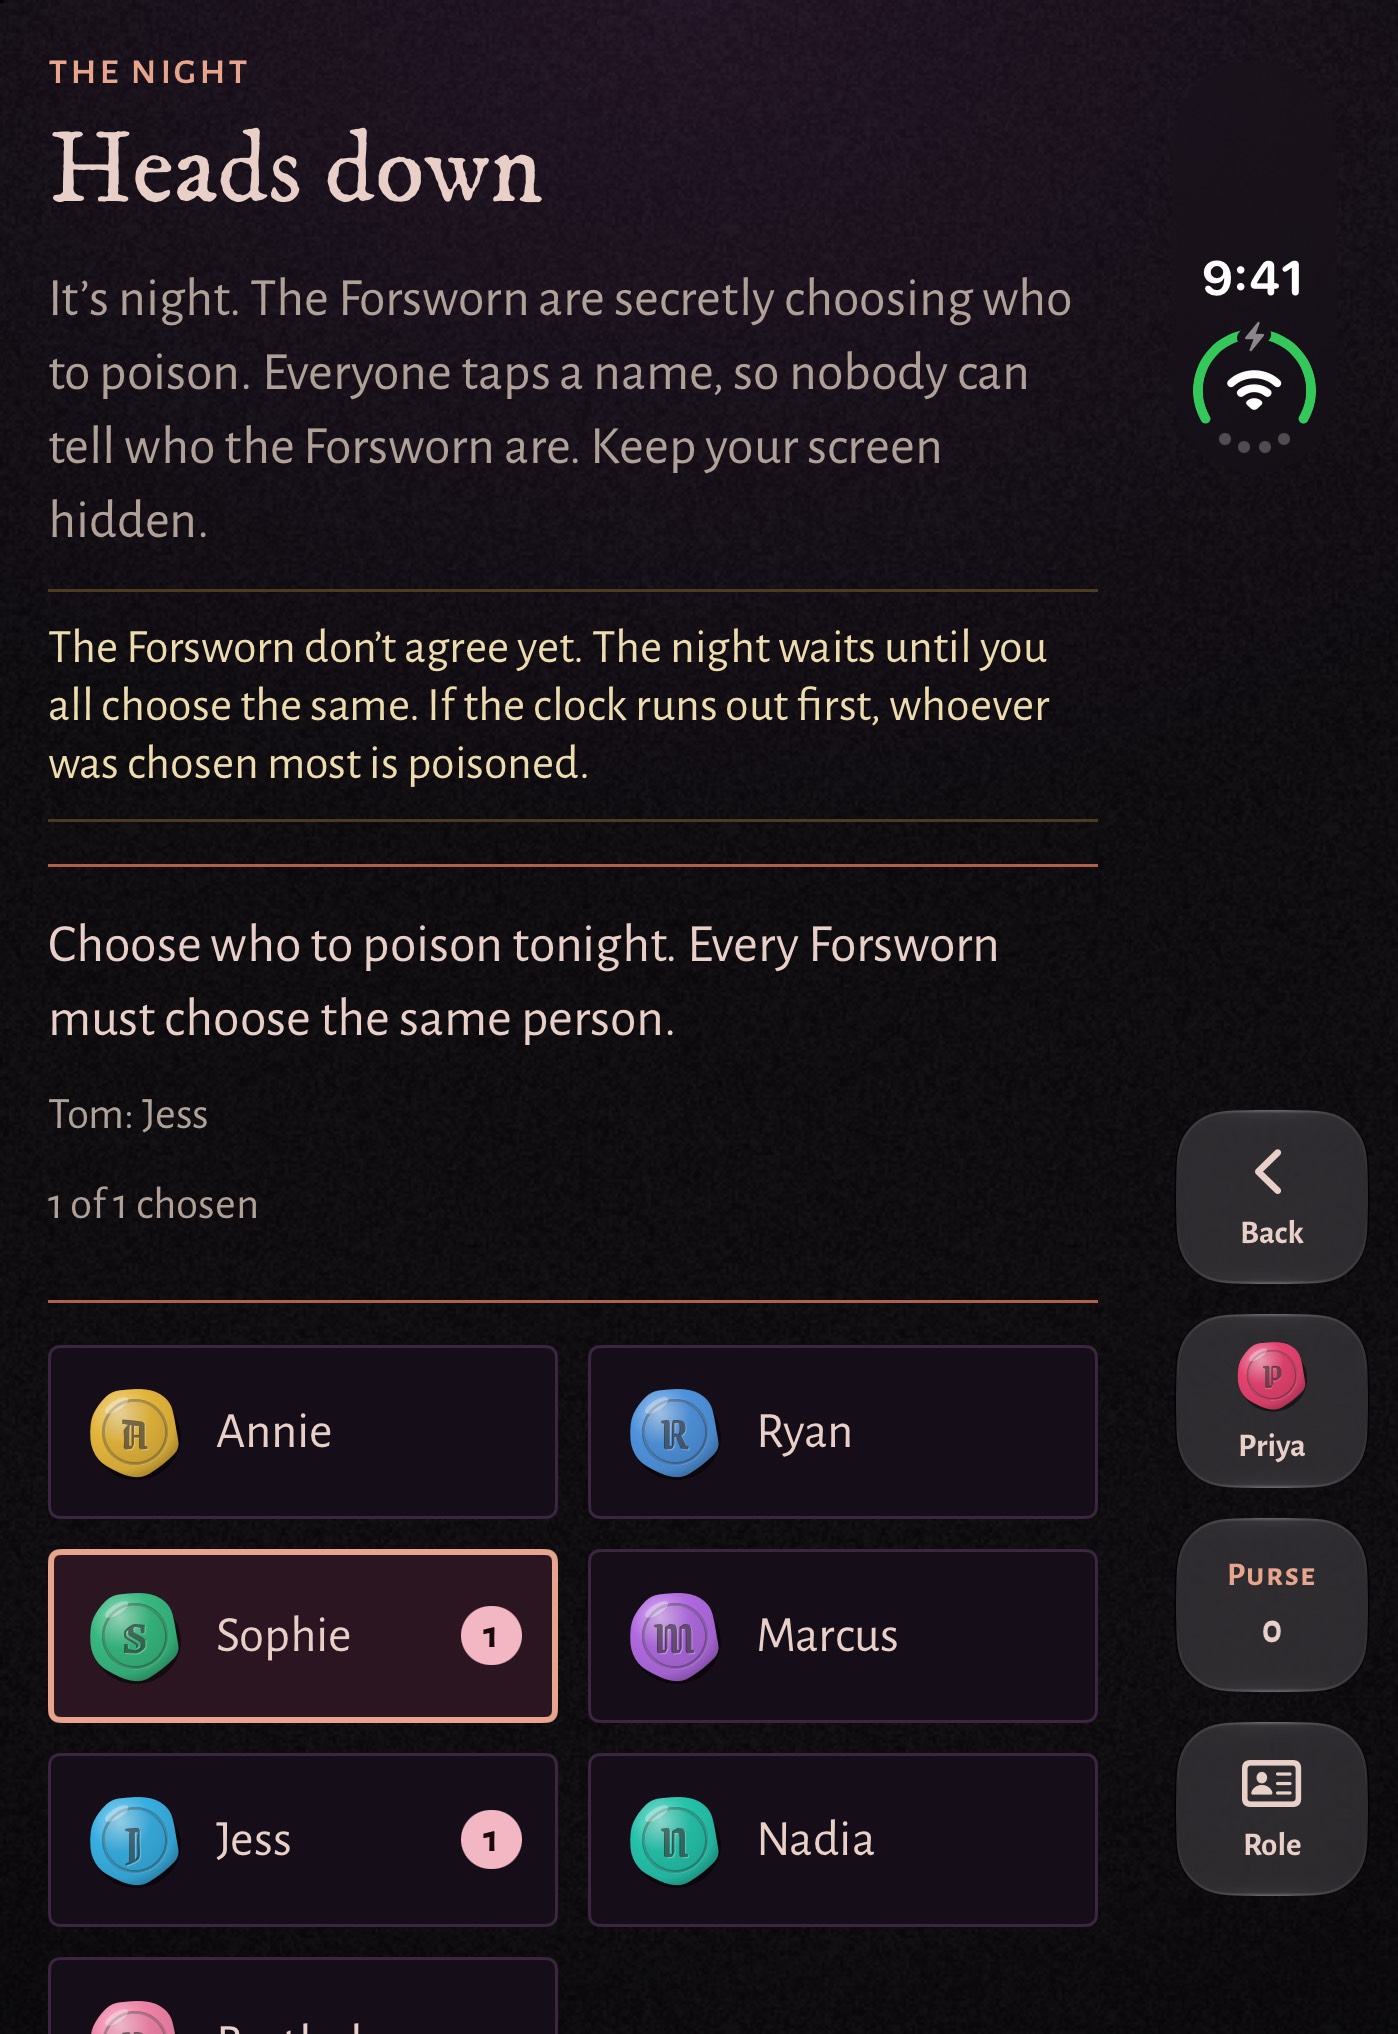 THE NIGHT
Heads down
9:41
It’s night. The Forsworn are secretly choosing who
to poison. Everyone taps a name, so nobody can
tell who the Forsworn are. Keep your screen
hidden.
The Forsworn don’t agree yet. The night waits until you
all choose the same. If the clock runs out first, whoever
was chosen most is poisoned.
Choose who to poison tonight. Every Forsworn
must choose the same person.
Tom: Jess
1 of 1 chosen
Back
P
Priya
PURSE
0
Role
A Annie
R Ryan
S Sophie 1
M Marcus
J Jess 1
N Nadia